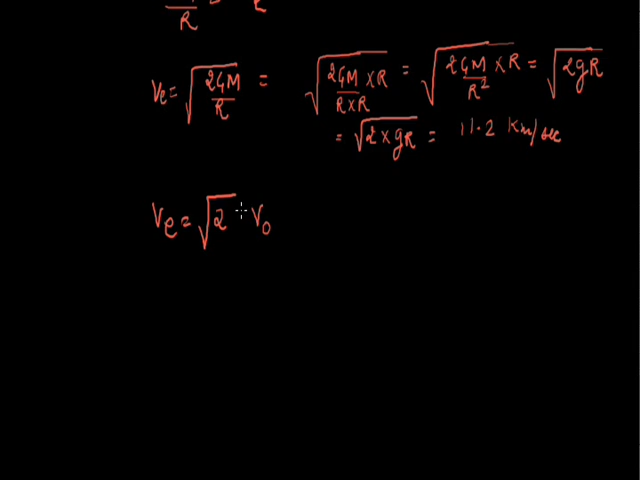 R
Ve = √(2GM/R) = √(2GM/(R×R) ×R) = √(2GM/R² ×R) = √(2gR)
= √(2×gR) = 11.2 Km/sec
Ve = √2 V₀